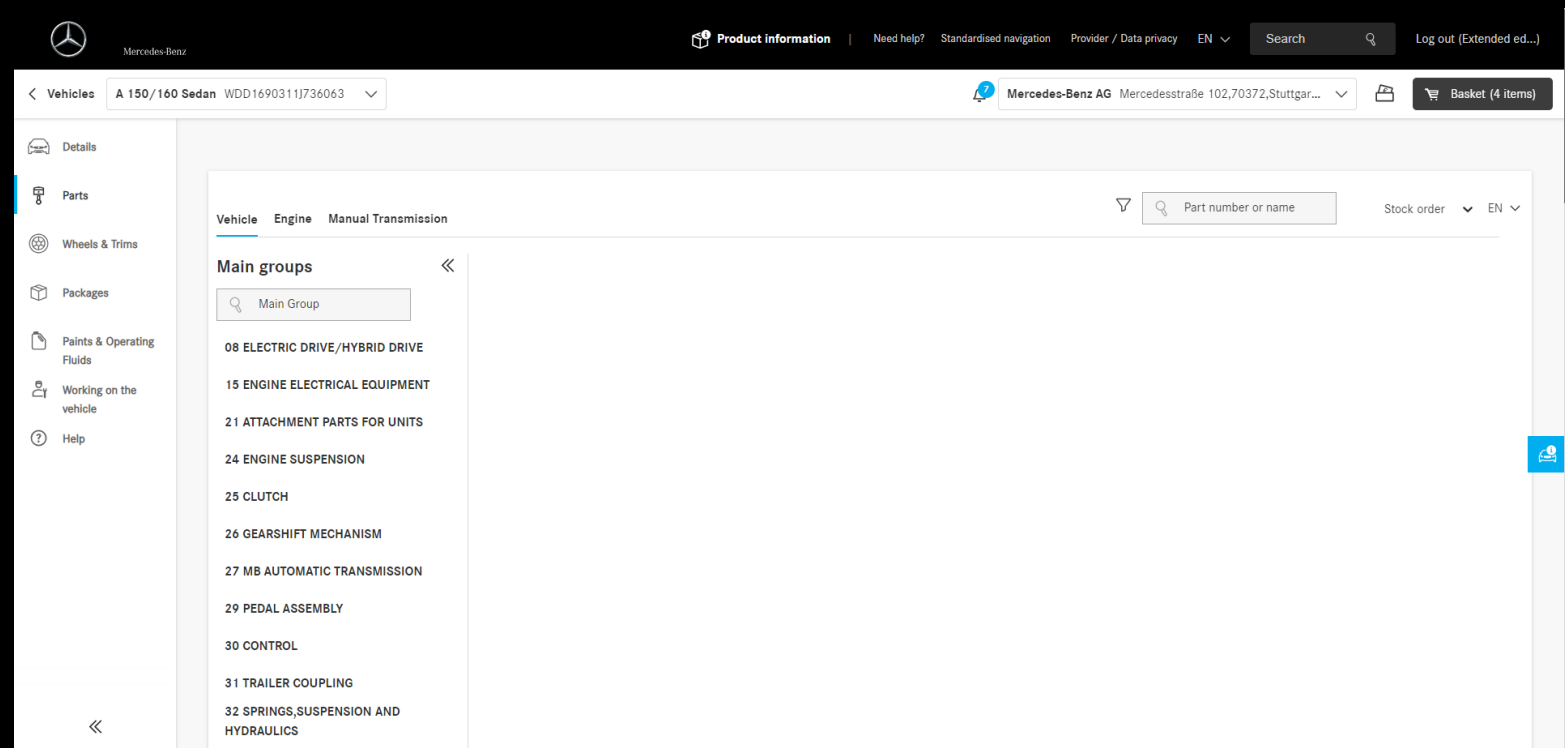 Mercedes-Benz
Product information | Need help? Standardised navigation Provider / Data privacy EN Search Log out (Extended ed...)
Vehicles A 150/160 Sedan WDD1690311J736063 7 Mercedes-Benz AG Mercedesstraße 102,70372,Stuttgar... Basket (4 items)
Details
Parts
Wheels & Trims
Packages
Paints & Operating
Fluids
Working on the
vehicle
Help
Vehicle Engine Manual Transmission
Part number or name
Stock order EN
Main groups
Main Group
08 ELECTRIC DRIVE/HYBRID DRIVE
15 ENGINE ELECTRICAL EQUIPMENT
21 ATTACHMENT PARTS FOR UNITS
24 ENGINE SUSPENSION
25 CLUTCH
26 GEARSHIFT MECHANISM
27 MB AUTOMATIC TRANSMISSION
29 PEDAL ASSEMBLY
30 CONTROL
31 TRAILER COUPLING
32 SPRINGS,SUSPENSION AND
HYDRAULICS